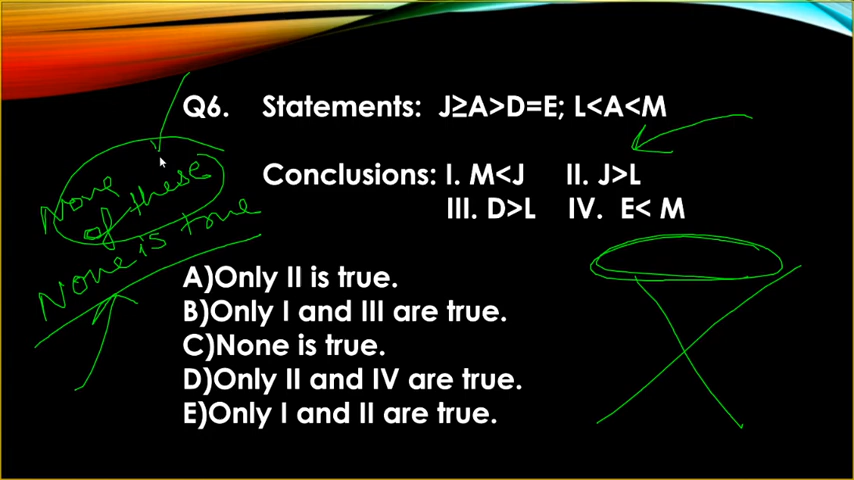 Q6. Statements: J≥A>D=E; L<A<M
Conclusions: I. M<J II. J>L
III. D>L IV. E< M
None
of these
None is true
A)Only II is true.
B)Only I and III are true.
C)None is true.
D)Only II and IV are true.
E)Only I and II are true.